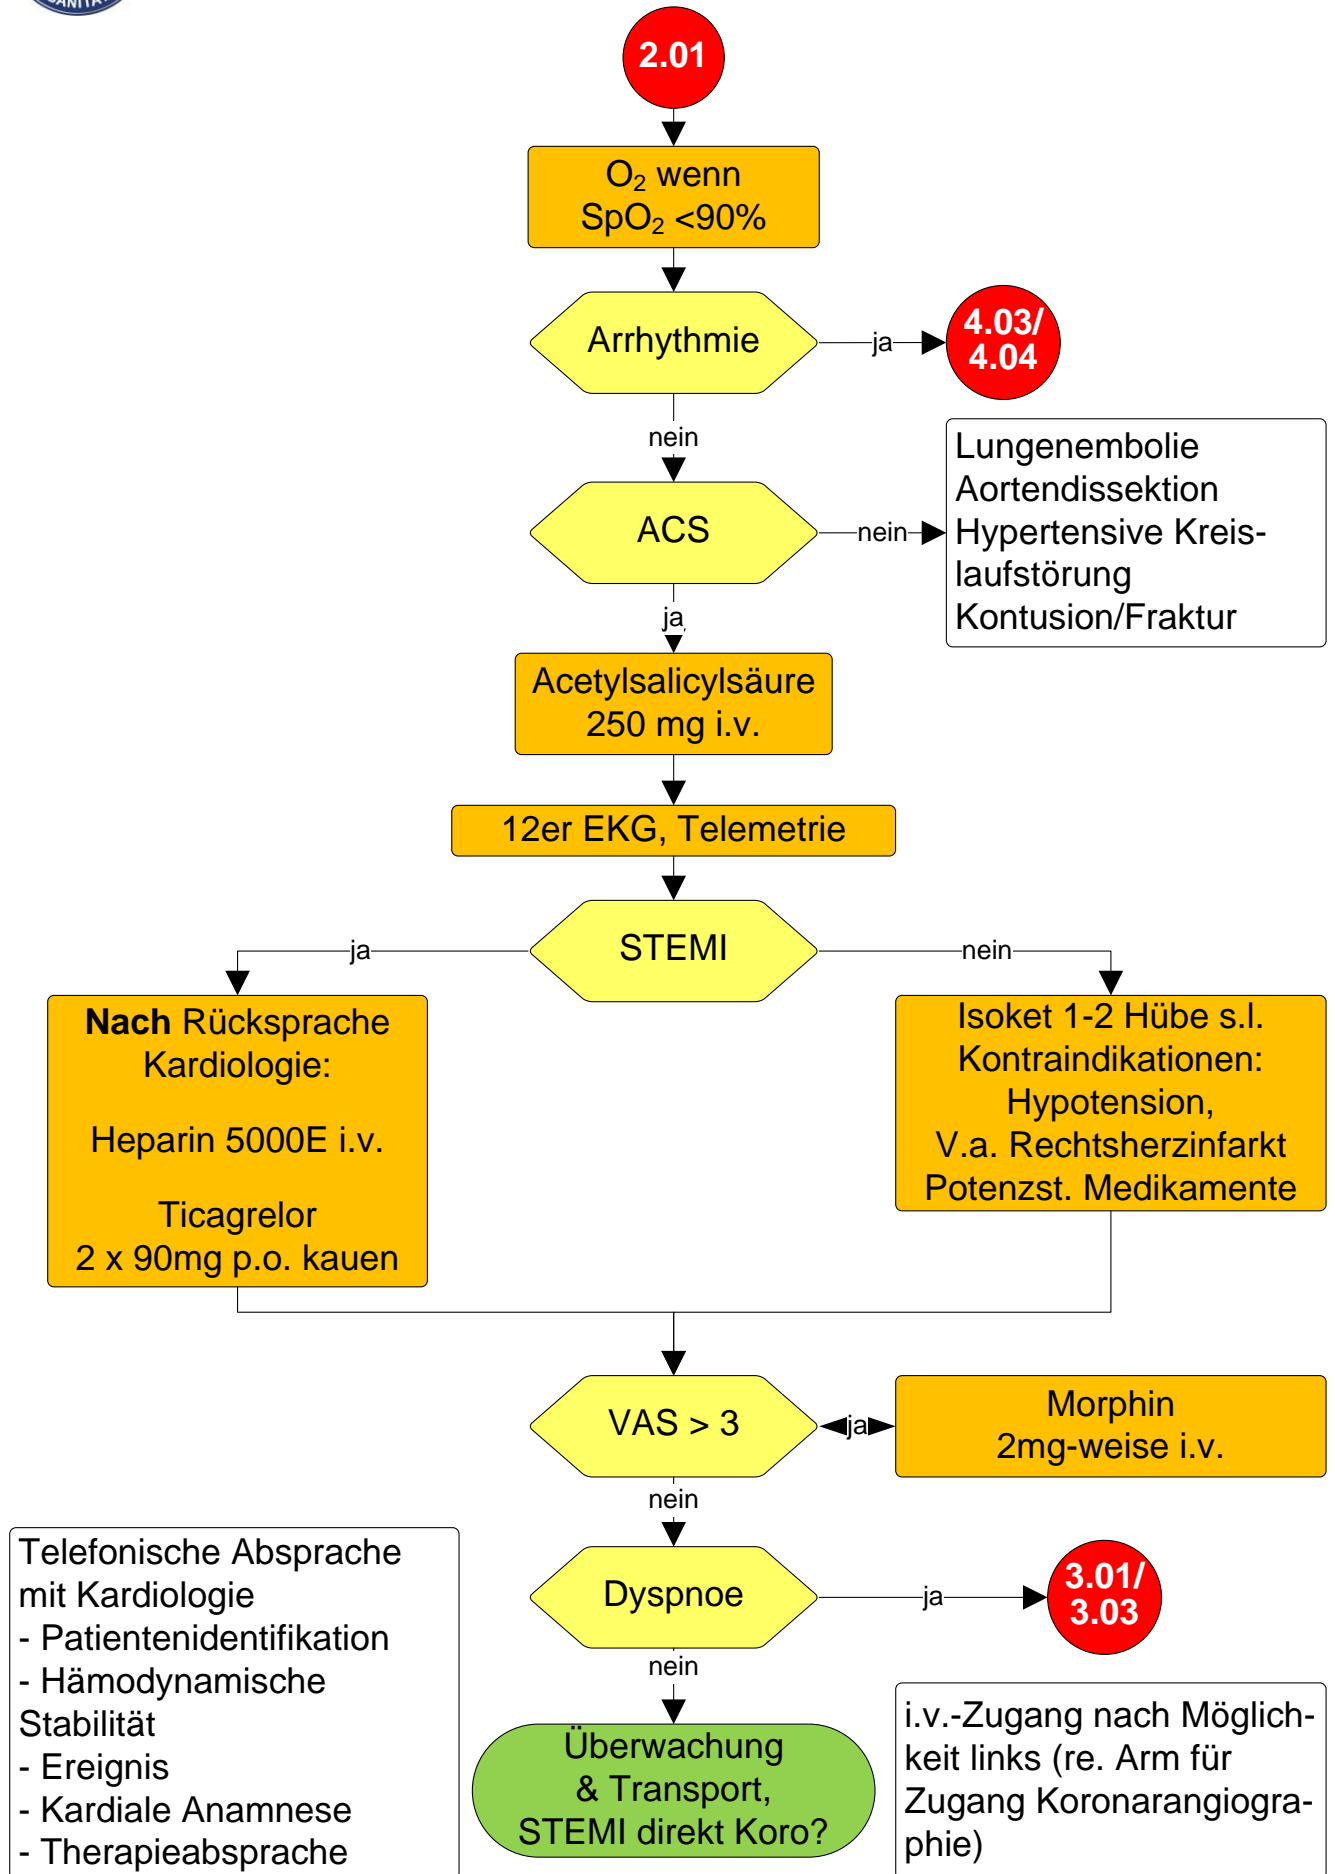 SANITÄ
2.01
O₂ wenn
SpO₂ <90%
Arrhythmie
ja
4.03/
4.04
nein
Lungenembolie
Aortendissektion
Hypertensive Kreis-
laufstörung
Kontusion/Fraktur
ACS
nein
ja
Acetylsalicylsäure
250 mg i.v.
12er EKG, Telemetrie
STEMI
ja
nein
Nach Rücksprache
Kardiologie:
Heparin 5000E i.v.
Ticagrelor
2 x 90mg p.o. kauen
Isoket 1-2 Hübe s.l.
Kontraindikationen:
Hypotension,
V.a. Rechtsherzinfarkt
Potenzst. Medikamente
VAS > 3
ja
Morphin
2mg-weise i.v.
nein
Telefonische Absprache
mit Kardiologie
- Patientenidentifikation
- Hämodynamische
Stabilität
- Ereignis
- Kardiale Anamnese
- Therapieabsprache
Dyspnoe
ja
3.01/
3.03
nein
Überwachung
& Transport,
STEMI direkt Koro?
i.v.-Zugang nach Möglich-
keit links (re. Arm für
Zugang Koronarangiogra-
phie)